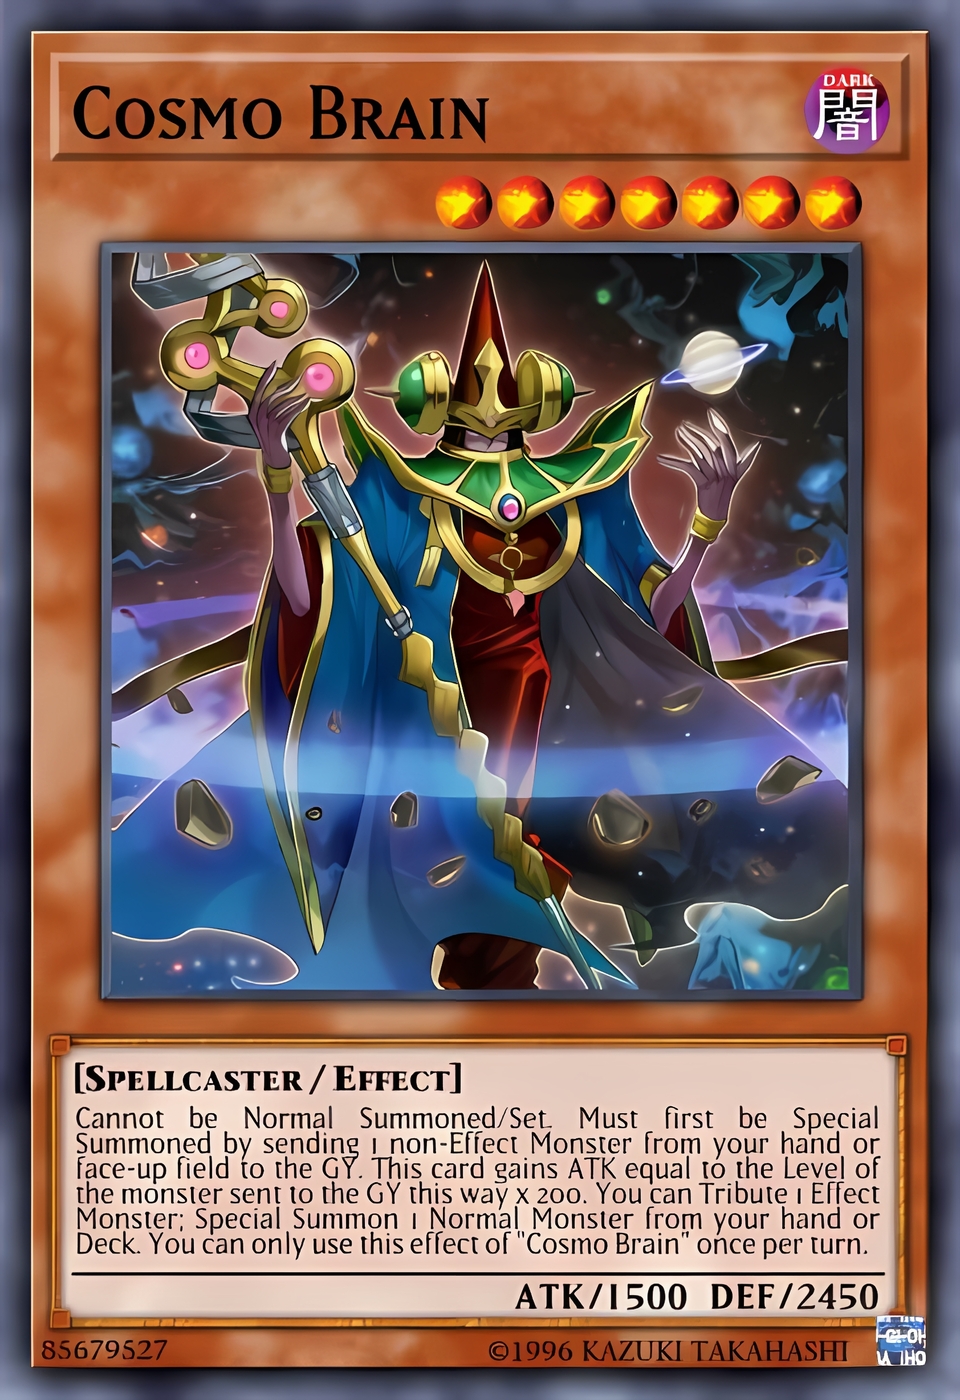 Cosmo Brain
DARK
闇
[Spellcaster / Effect]
Cannot be Normal Summoned/Set. Must first be Special
Summoned by sending 1 non-Effect Monster from your hand or
face-up field to the GY. This card gains ATK equal to the Level of
the monster sent to the GY this way x 200. You can Tribute 1 Effect
Monster; Special Summon 1 Normal Monster from your hand or
Deck. You can only use this effect of "Cosmo Brain" once per turn.
ATK/1500 DEF/2450
85679527
©1996 KAZUKI TAKAHASHI